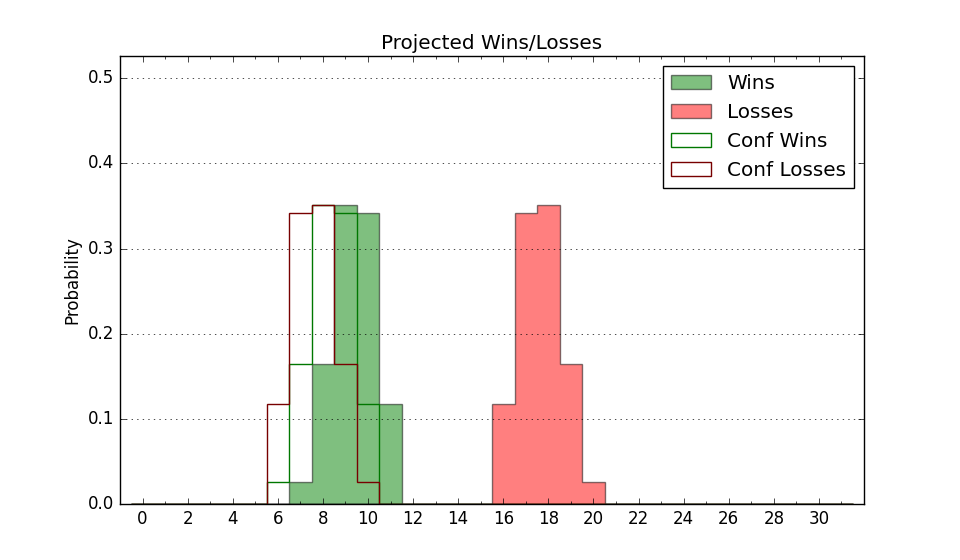 Projected Wins/Losses
Probability
0.5
0.4
0.3
0.2
0.1
0.0
Wins
Losses
Conf Wins
Conf Losses
0 2 4 6 8 10 12 14 16 18 20 22 24 26 28 30